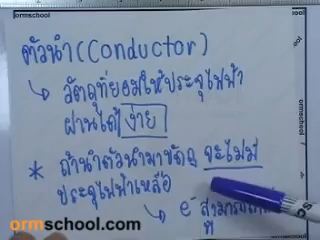 ormschool
ormschool
ตัวนำ (Conductor)
↳ วัตถุที่ยอมให้ประจุไฟฟ้า
ผ่านได้ ง่าย
* ถ้านำตัวนำมาขัดถู จะไม่มี
ประจุไฟฟ้าเหลือ
↳ e⁻
ormschool.com